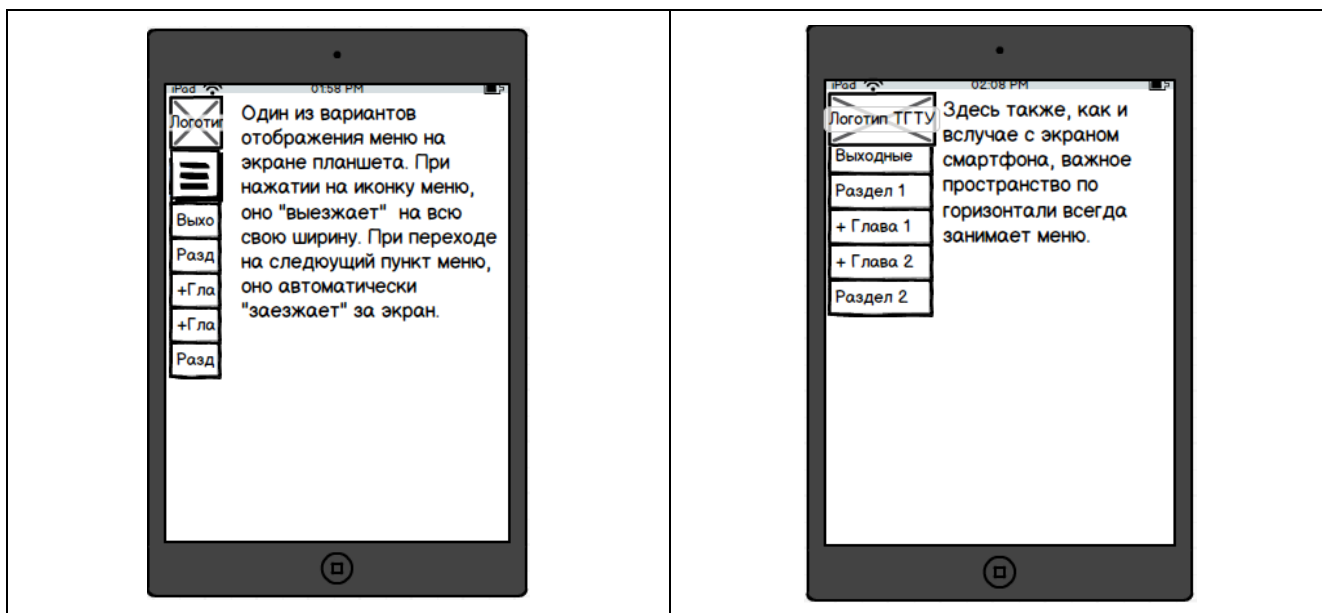 iPad 01:58 PM
Логотип
Один из вариантов
отображения меню на
экране планшета. При
нажатии на иконку меню,
оно "выезжает" на всю
свою ширину. При переходе
на следюущий пункт меню,
оно автоматически
"заезжает" за экран.
Выхо
Разд
+Гла
+Гла
Разд
iPad 02:08 PM
Логотип ТГТУ
Выходные
Раздел 1
+ Глава 1
+ Глава 2
Раздел 2
Здесь также, как и
вслучае с экраном
смартфона, важное
пространство по
горизонтали всегда
занимает меню.